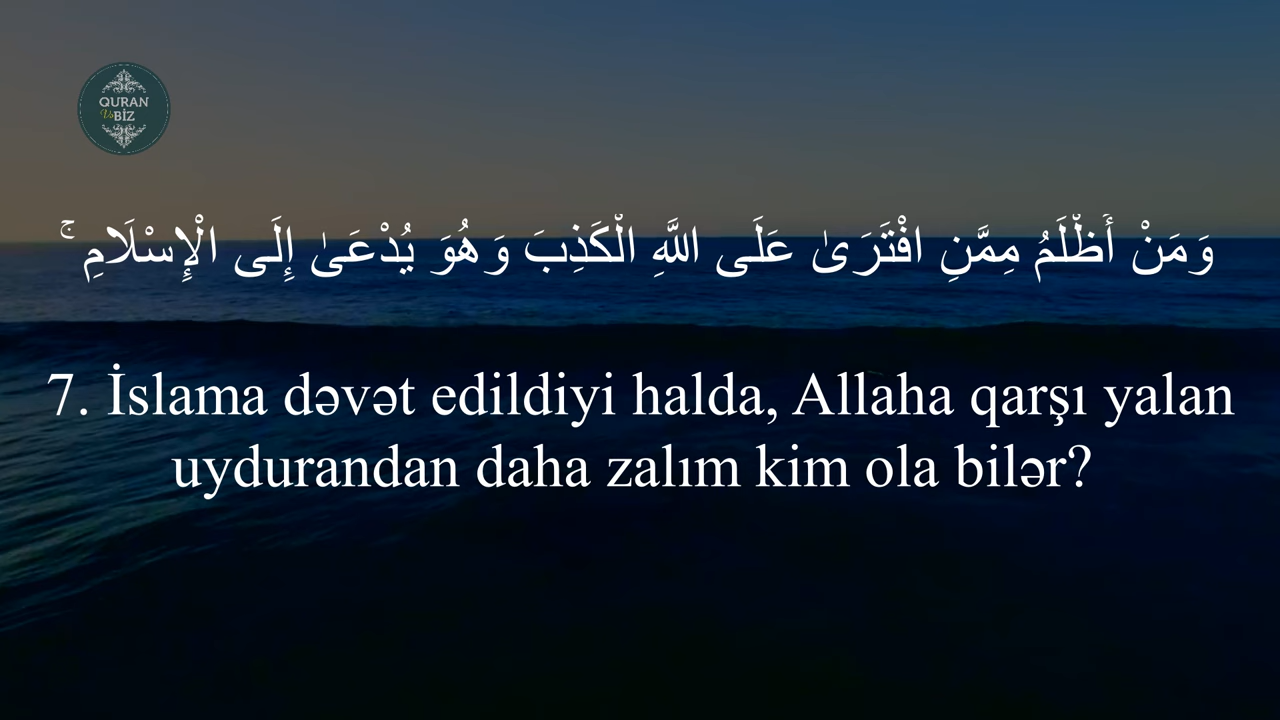 QURAN
Və BİZ
وَمَنْ أَظْلَمُ مِمَّنِ افْتَرَىٰ عَلَى اللَّهِ الْكَذِبَ وَهُوَ يُدْعَىٰ إِلَى الْإِسْلَامِ ۚ
7. İslama dəvət edildiyi halda, Allaha qarşı yalan
uydurandan daha zalım kim ola bilər?